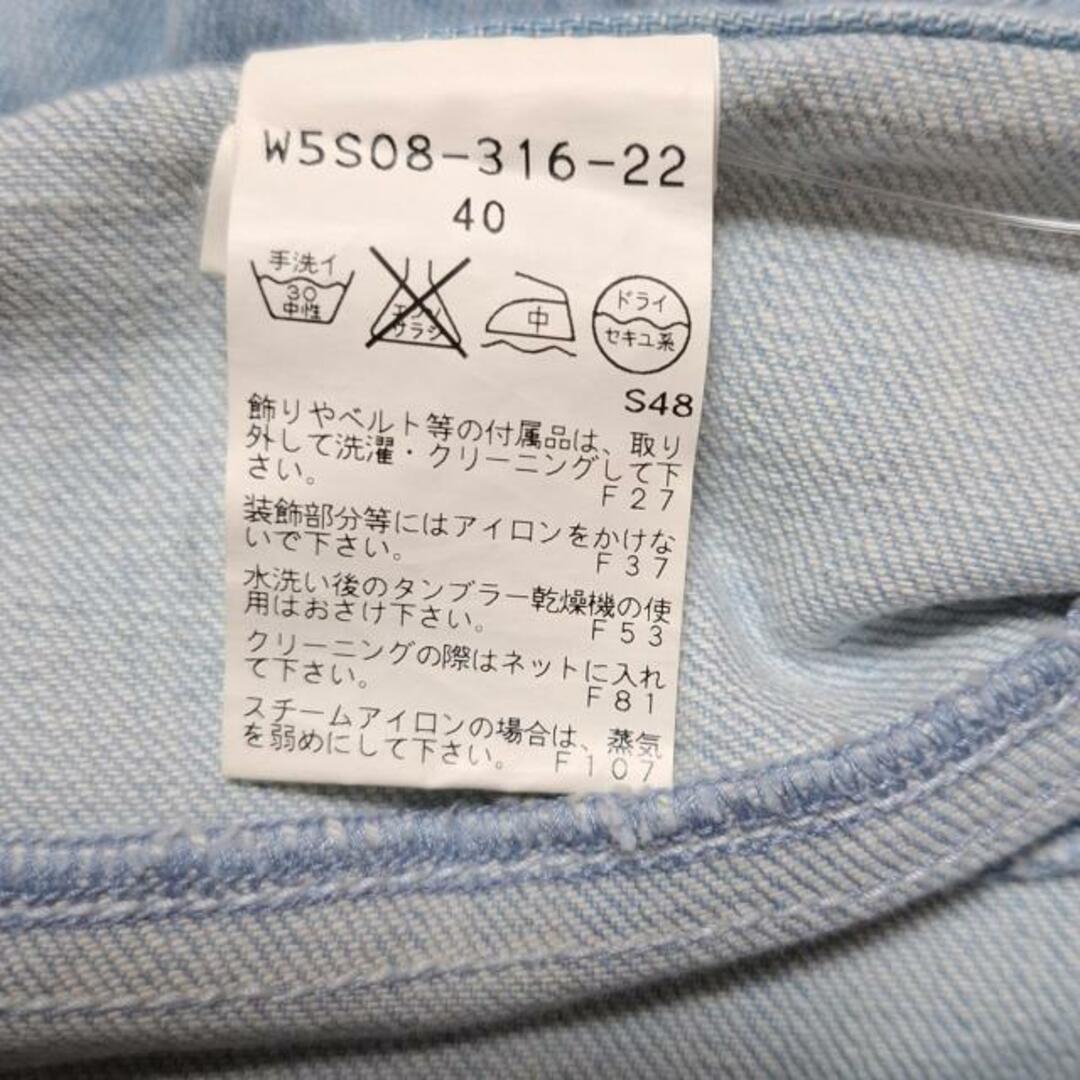 W5S08-316-22
40
手洗イ
30
中性
エンソ
サラシ
中
ドライ
セキユ系
S48
飾りやベルト等の付属品は、取り
外して洗濯・クリーニングして下
さい。
F27
装飾部分等にはアイロンをかけな
いで下さい。
F37
水洗い後のタンブラー乾燥機の使
用はおさけ下さい。
F53
クリーニングの際はネットに入れ
て下さい。
F81
スチームアイロンの場合は、蒸気
を弱めにして下さい。
F107